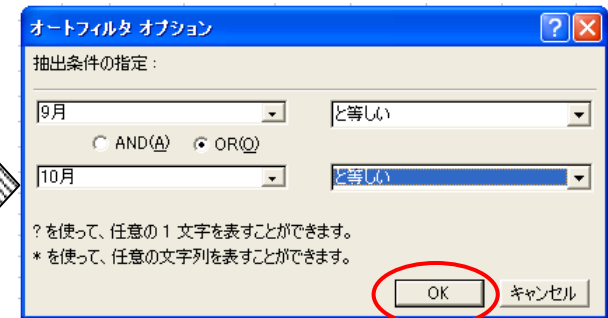 オートフィルタ オプション
抽出条件の指定：
9月 と等しい
AND(A) OR(O)
10月 と等しい
? を使って、任意の 1 文字を表すことができます。
* を使って、任意の文字列を表すことができます。
OK キャンセル